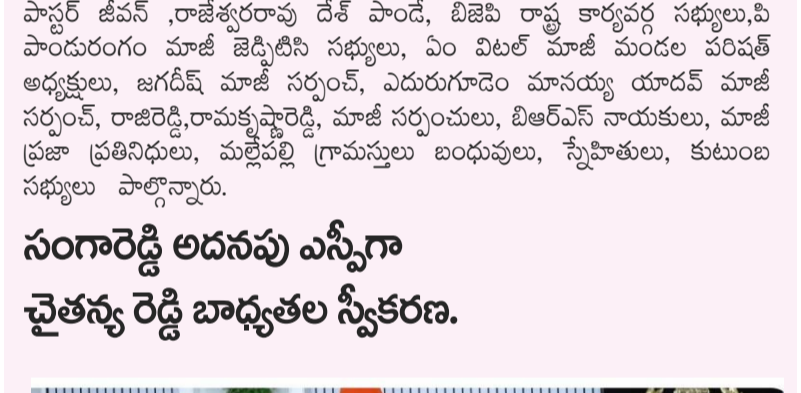 పాస్టర్ జీవన్ ,రాజేశ్వరరావు దేశ్ పాండే, బిజెపి రాష్ట్ర కార్యవర్గ సభ్యులు,పి
పాండురంగం మాజీ జెడ్పిటిసి సభ్యులు, ఏం విటల్ మాజీ మండల పరిషత్
అధ్యక్షులు, జగదీష్ మాజీ సర్పంచ్, ఎదురుగూడెం మానయ్య యాదవ్ మాజీ
సర్పంచ్, రాజిరెడ్డి,రామకృష్ణారెడ్డి, మాజీ సర్పంచులు, బిఆర్ఎస్ నాయకులు, మాజీ
ప్రజా ప్రతినిధులు, మల్లేపల్లి గ్రామస్తులు బంధువులు, స్నేహితులు, కుటుంబ
సభ్యులు పాల్గొన్నారు.
సంగారెడ్డి అదనపు ఎస్పీగా
చైతన్య రెడ్డి బాధ్యతల స్వీకరణ.